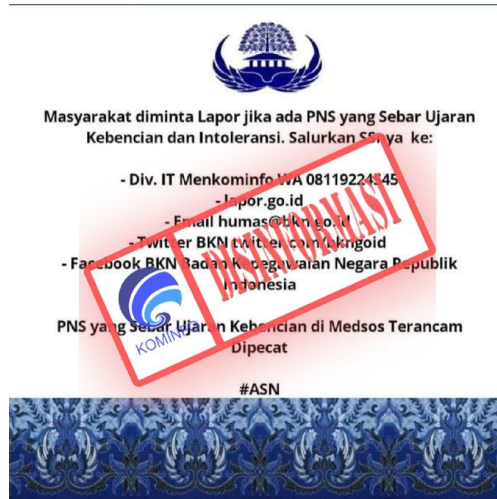 Masyarakat diminta Lapor jika ada PNS yang Sebar Ujaran
Kebencian dan Intoleransi. Salurkan SSnya ke:
- Div. IT Menkominfo WA 08119224545
- lapor.go.id
- Email humas@bkn.go.id
- Twitter BKN twitter.com/bkngoid
- Facebook BKN Badan Kepegawaian Negara Republik
Indonesia
DISINFORMASI
KOMINFO
PNS yang Sebar Ujaran Kebencian di Medsos Terancam
Dipecat
#ASN